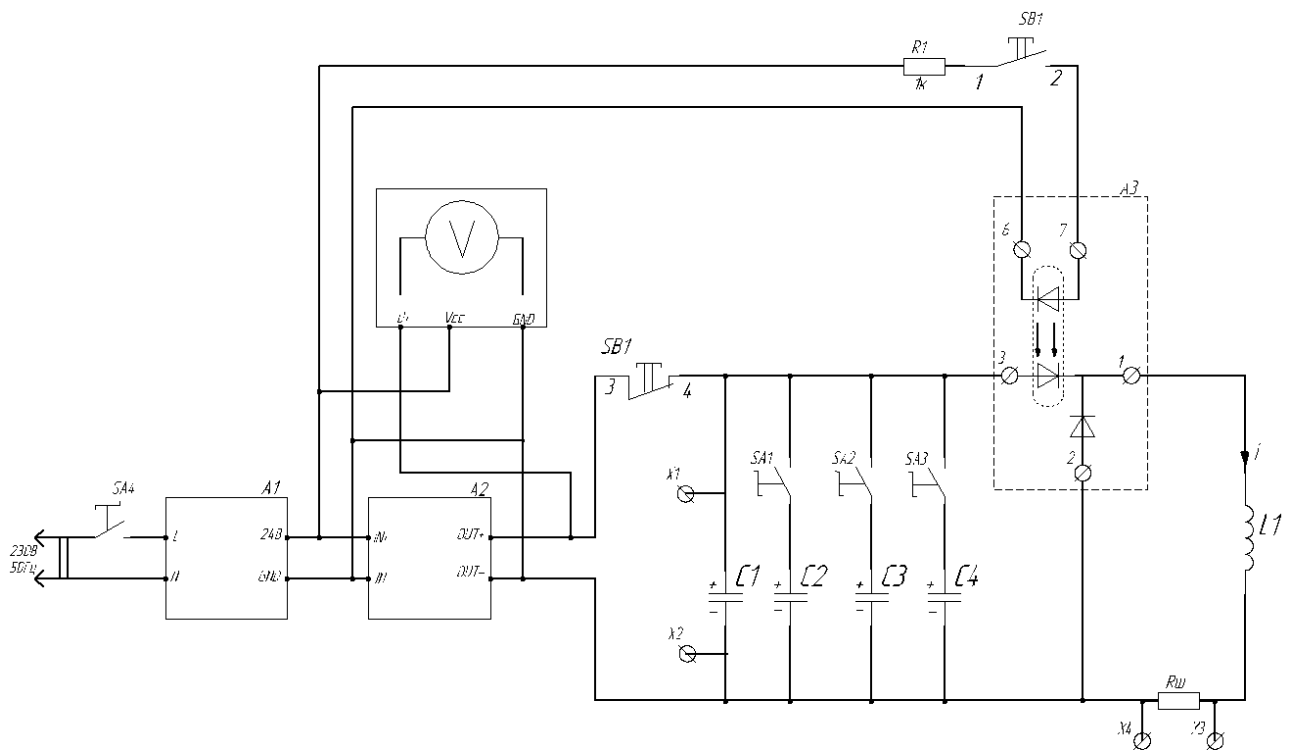 SB1
R1
1к
1
2
A3
6
7
V
U+
Vcc
GND
SB1
3
4
3
1
2
i
X1
SA1
SA2
SA3
SA4
A1
A2
L
24В
IN+
OUT+
230В
50Гц
N
GND
IN-
OUT-
+
C1
+
C2
+
C3
+
C4
–
–
–
–
L1
X2
Rш
X4
X3